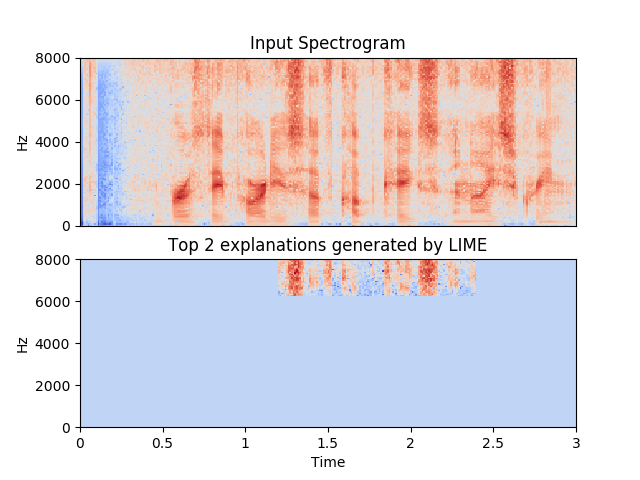 Input Spectrogram
8000
6000
4000
2000
0
Hz
Top 2 explanations generated by LIME
8000
6000
4000
2000
0
Hz
0 0.5 1 1.5 2 2.5 3
Time